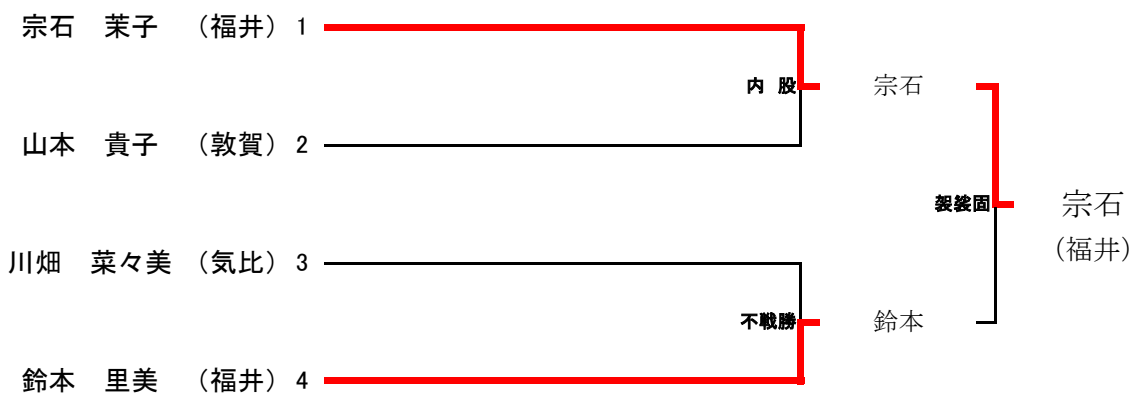 宗石　茉子　（福井） 1
内 股
宗石
山本　貴子　（敦賀） 2
袈裟固
宗石
（福井）
川畑　菜々美　（気比） 3
不戦勝
鈴本
鈴本　里美　（福井） 4